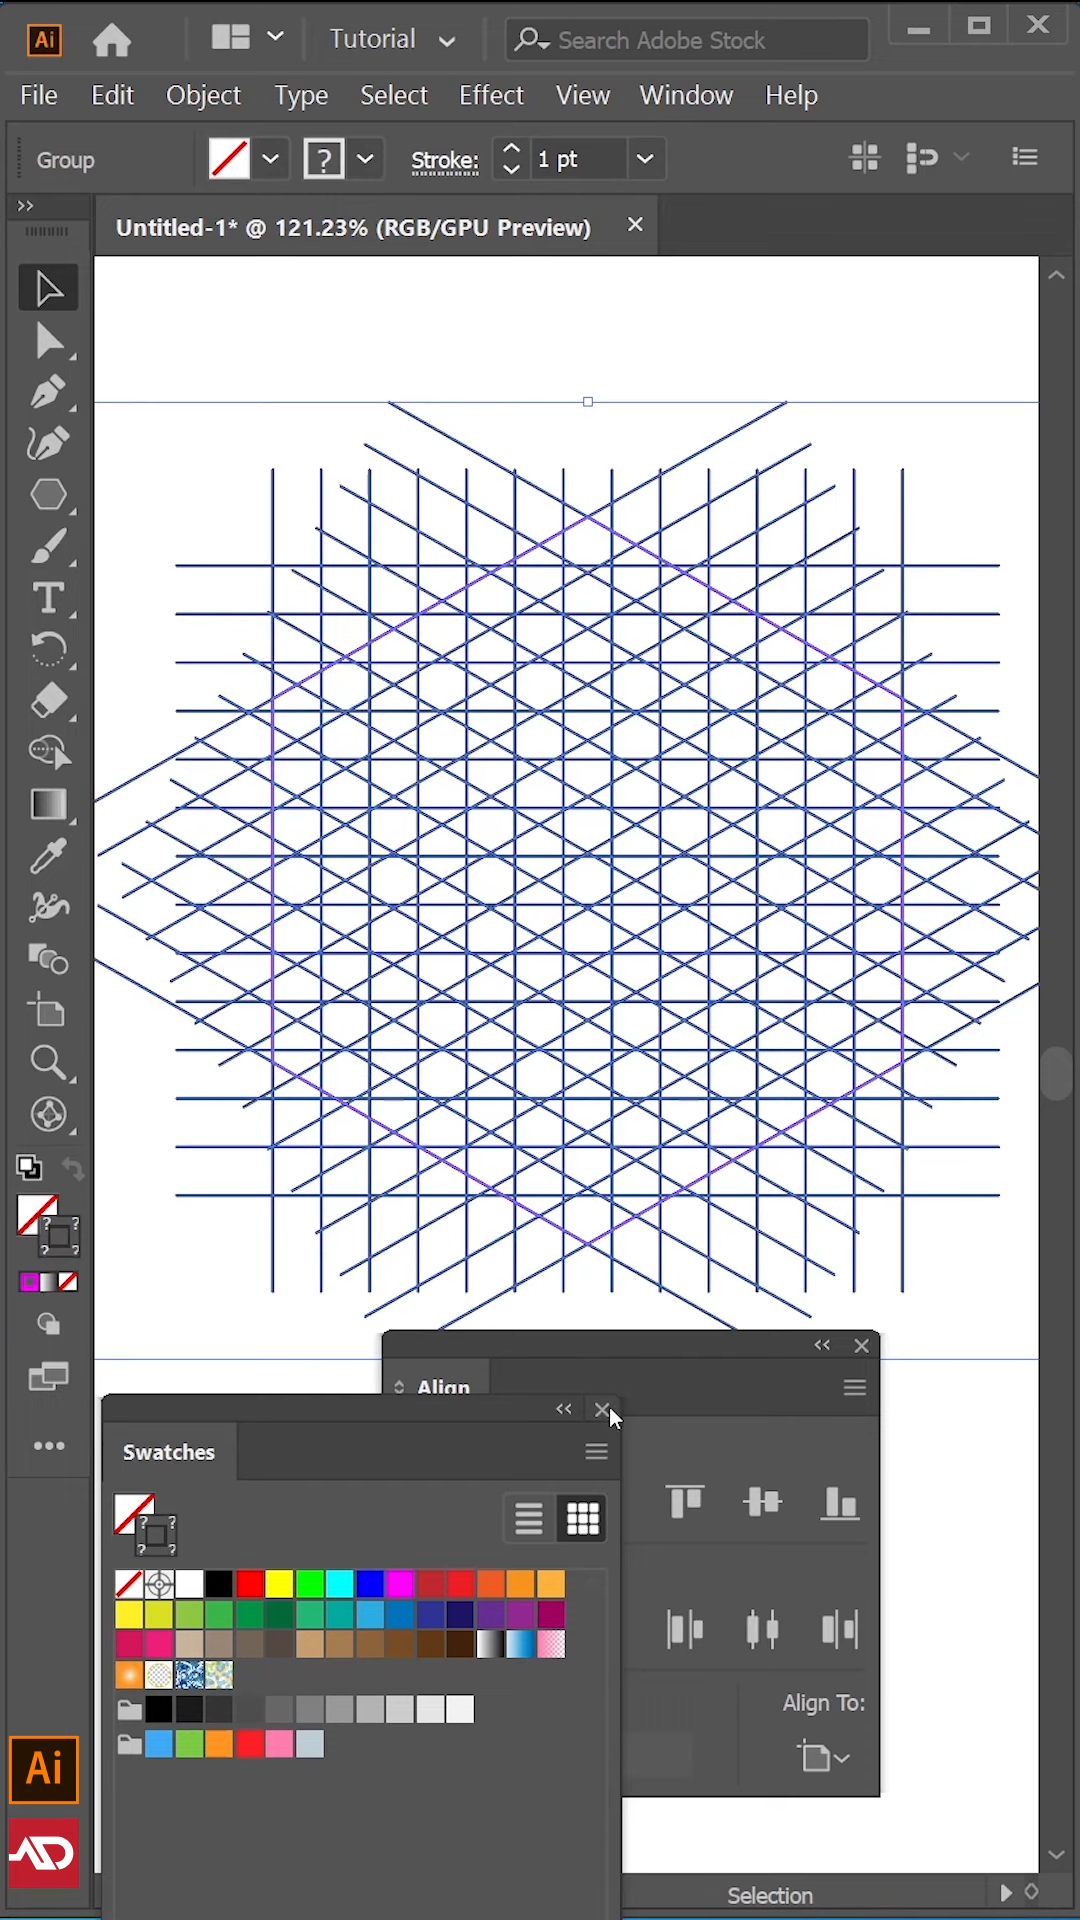 Ai
Tutorial
Search Adobe Stock
File Edit Object Type Select Effect View Window Help
Group
?
Stroke:
1 pt
Untitled-1* @ 121.23% (RGB/GPU Preview)
Align
Swatches
Align To:
Ai
Selection